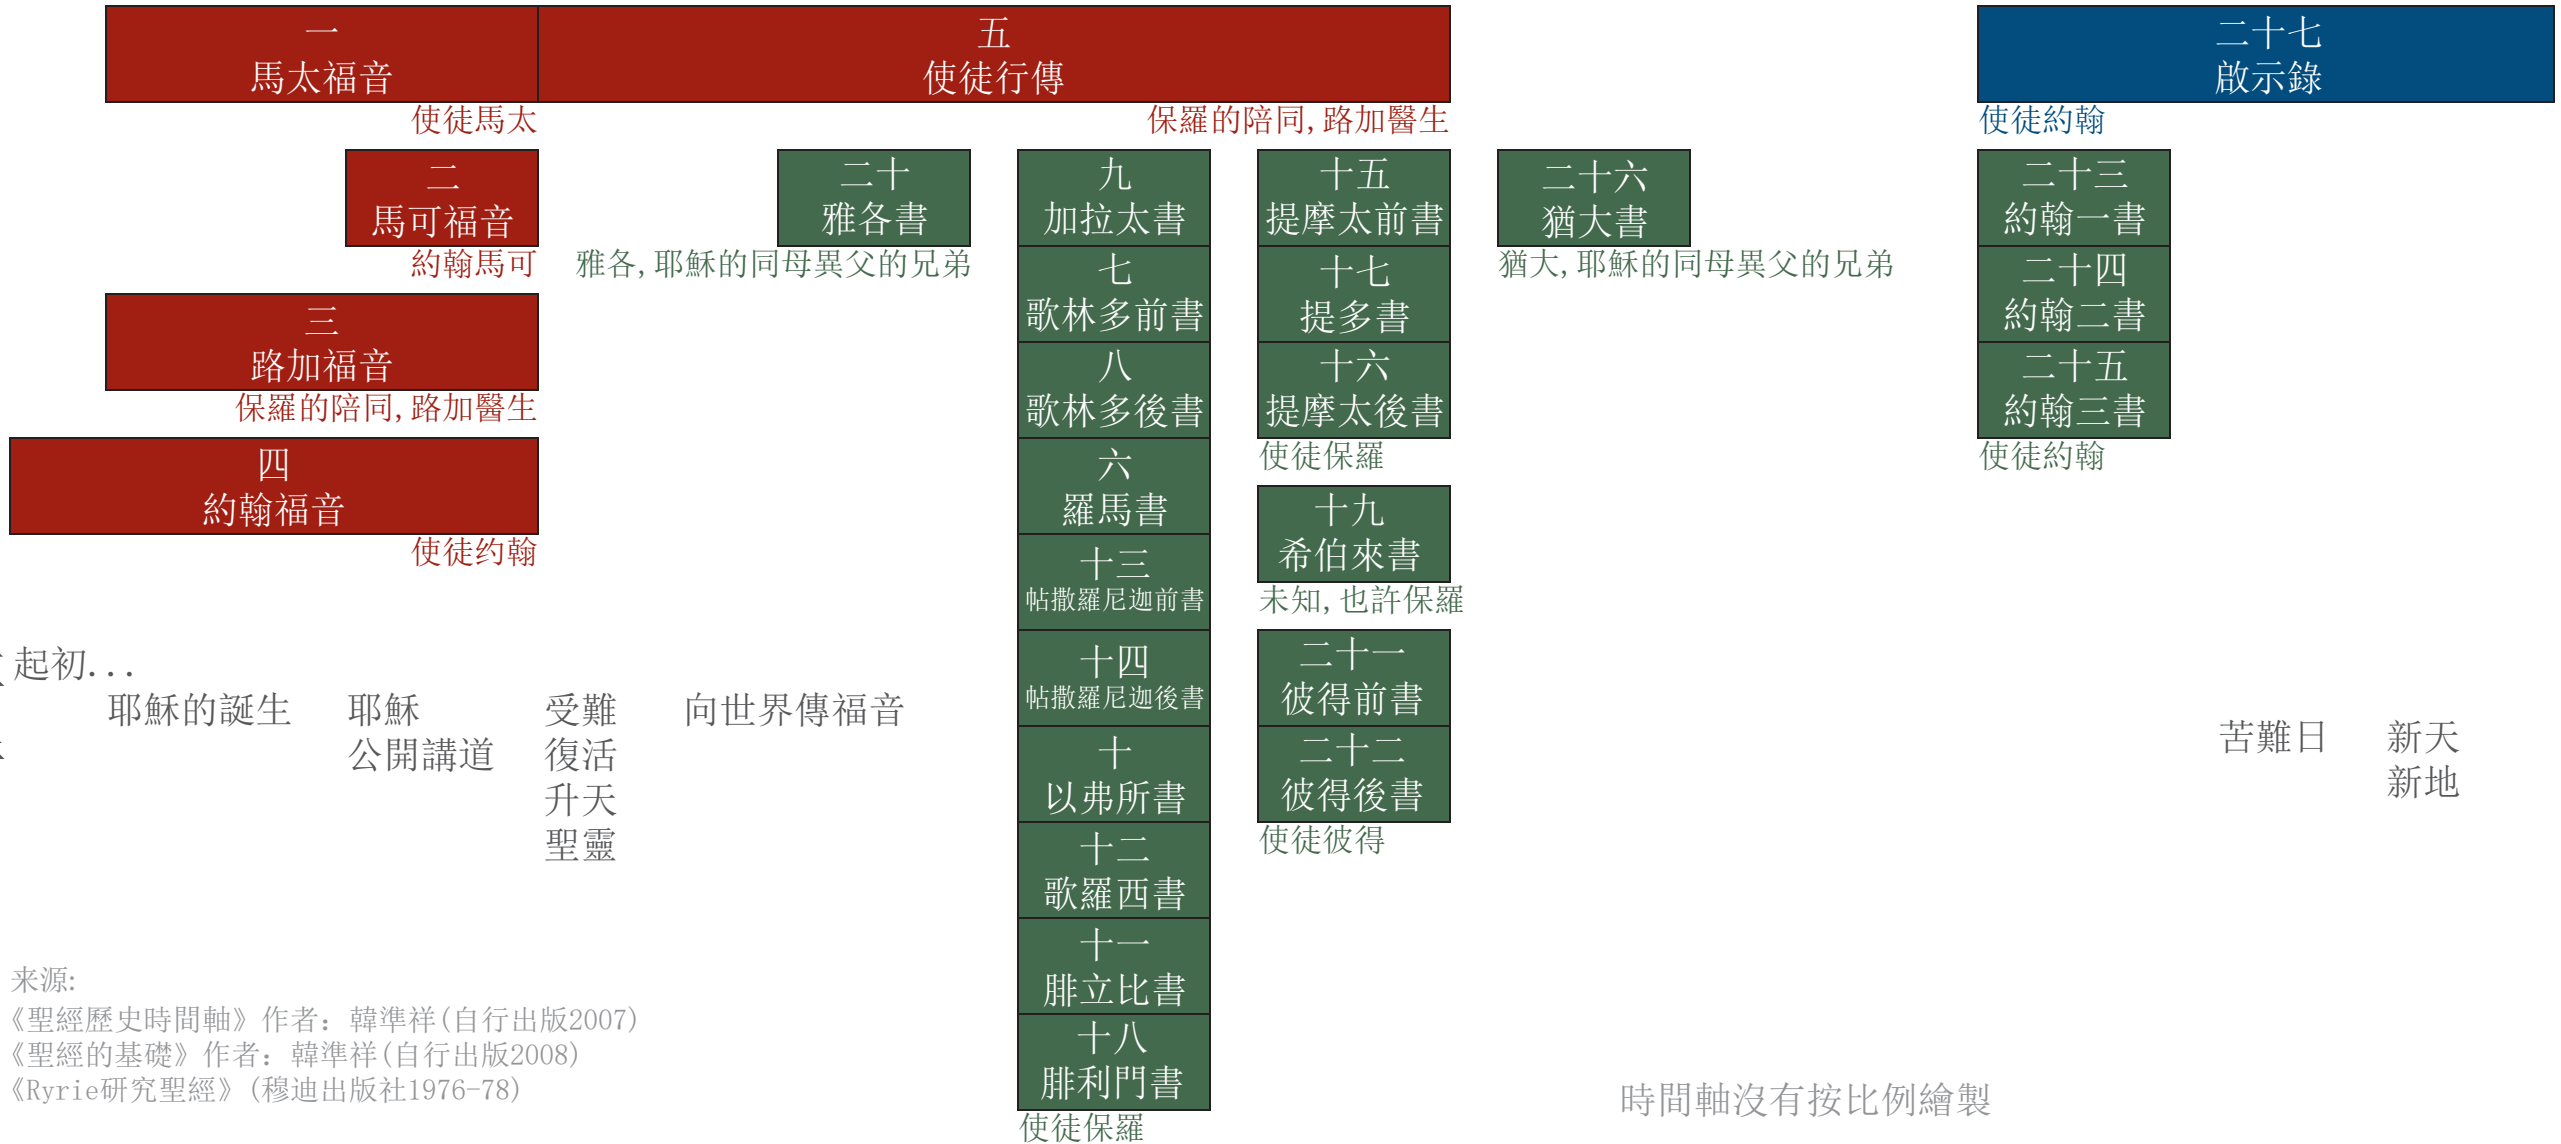 一
馬太福音
使徒馬太
五
使徒行傳
保羅的陪同,路加醫生
二十七
啟示錄
使徒約翰
二
馬可福音
約翰馬可
三
路加福音
保羅的陪同,路加醫生
四
約翰福音
使徒约翰
二十
雅各書
雅各,耶穌的同母異父的兄弟
九
加拉太書
七
歌林多前書
八
歌林多後書
六
羅馬書
十三
帖撒羅尼迦前書
十四
帖撒羅尼迦後書
十
以弗所書
十二
歌羅西書
十一
腓立比書
十八
腓利門書
使徒保羅
十五
提摩太前書
十七
提多書
十六
提摩太後書
使徒保羅
十九
希伯來書
未知,也許保羅
二十一
彼得前書
二十二
彼得後書
使徒彼得
二十六
猶大書
猶大,耶穌的同母異父的兄弟
二十三
約翰一書
二十四
約翰二書
二十五
約翰三書
使徒約翰
起初...
耶穌的誕生
耶穌
公開講道
受難
復活
升天
聖靈
向世界傳福音
苦難日
新天
新地
来源:
《聖經歷史時間軸》作者：韓準祥(自行出版2007)
《聖經的基礎》作者：韓準祥(自行出版2008)
《Ryrie研究聖經》(穆迪出版社1976-78)
時間軸沒有按比例繪製